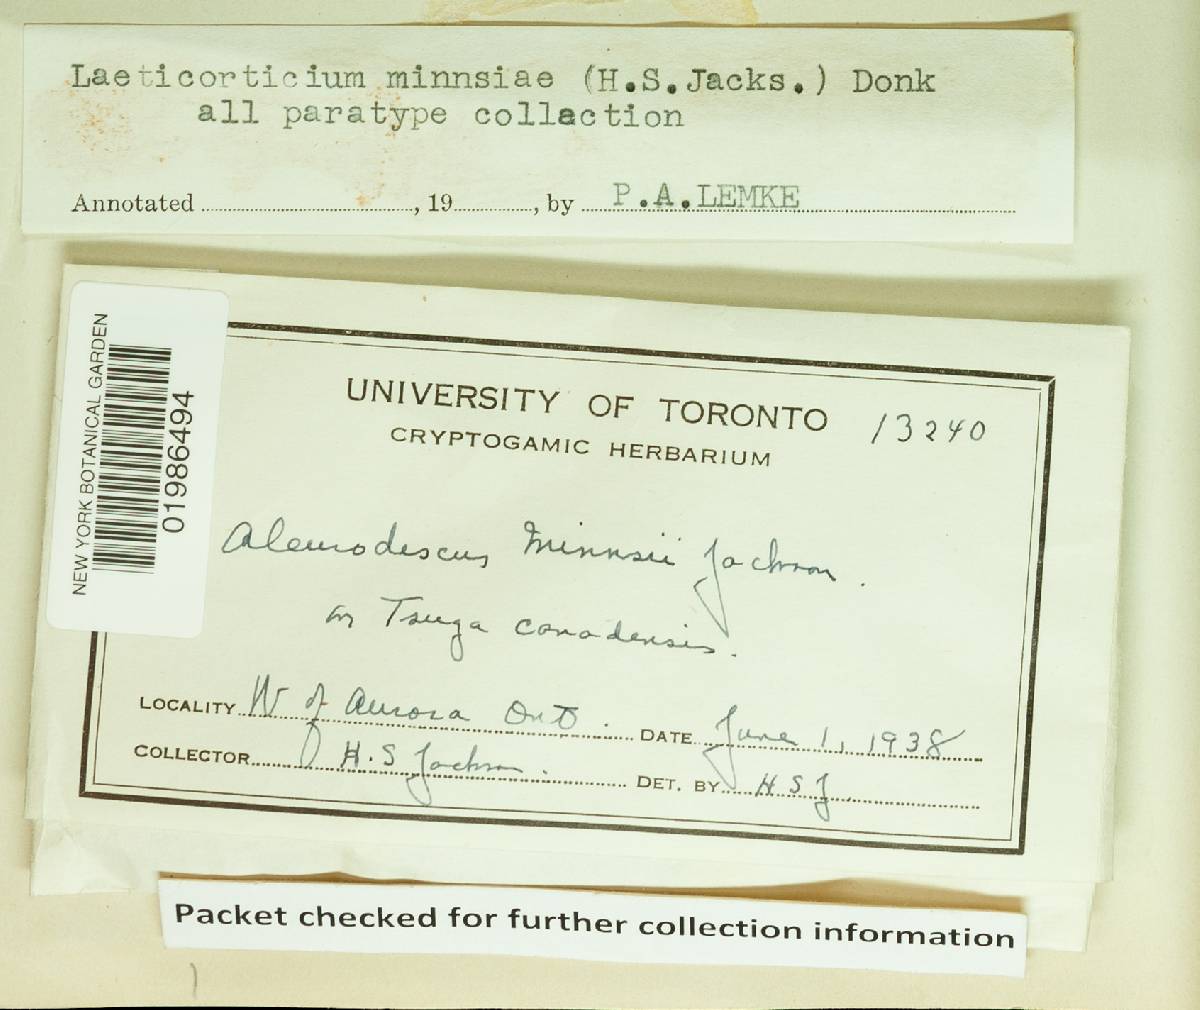 Laeticorticium minnsiae (H.S.Jacks.) Donk
all paratype collection
Annotated ................, 19........, by P.A.LEMKE
NEW YORK BOTANICAL GARDEN
01986494
UNIVERSITY OF TORONTO 13240
CRYPTOGAMIC HERBARIUM
Aleurodiscus Minnsii Jackson.
on Tsuga canadensis.
LOCALITY W of Aurora Ont. DATE June 1, 1938
COLLECTOR H.S Jackson. DET. BY H S J.
Packet checked for further collection information